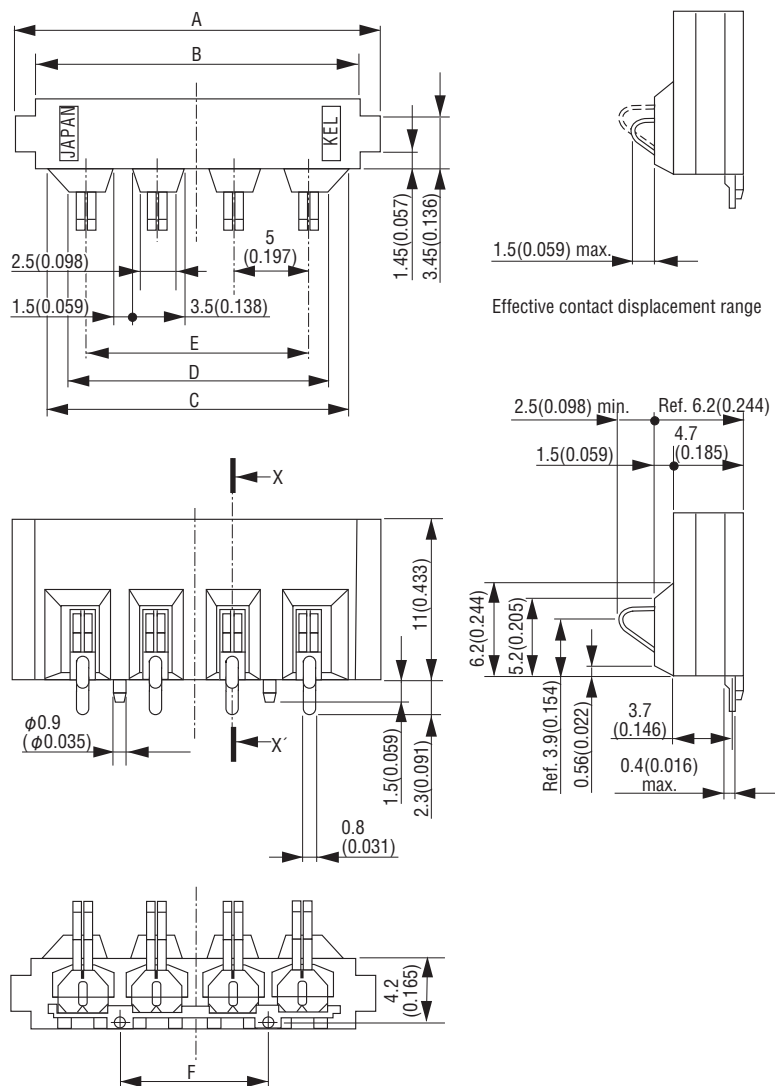 A
B
JAPAN
KEL
1.45(0.057)
3.45(0.136)
5
(0.197)
2.5(0.098)
1.5(0.059)
3.5(0.138)
E
D
C
1.5(0.059) max.
Effective contact displacement range
2.5(0.098) min.
Ref. 6.2(0.244)
4.7
(0.185)
1.5(0.059)
X
11(0.433)
6.2(0.244)
5.2(0.205)
Ref. 3.9(0.154)
0.56(0.022)
3.7
(0.146)
0.4(0.016)
max.
φ0.9
(φ0.035)
X´
1.5(0.059)
2.3(0.091)
0.8
(0.031)
4.2
(0.165)
F